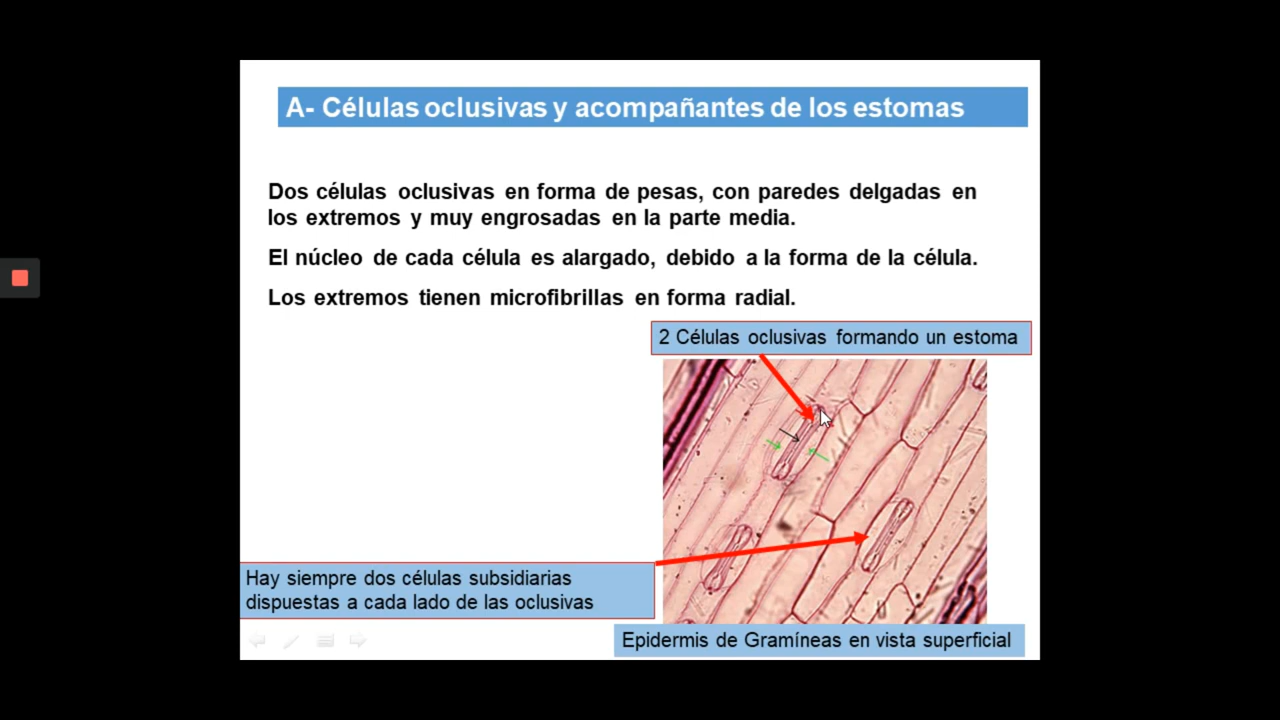 A- Células oclusivas y acompañantes de los estomas
Dos células oclusivas en forma de pesas, con paredes delgadas en
los extremos y muy engrosadas en la parte media.
El núcleo de cada célula es alargado, debido a la forma de la célula.
Los extremos tienen microfibrillas en forma radial.
2 Células oclusivas formando un estoma
Hay siempre dos células subsidiarias
dispuestas a cada lado de las oclusivas
Epidermis de Gramíneas en vista superficial